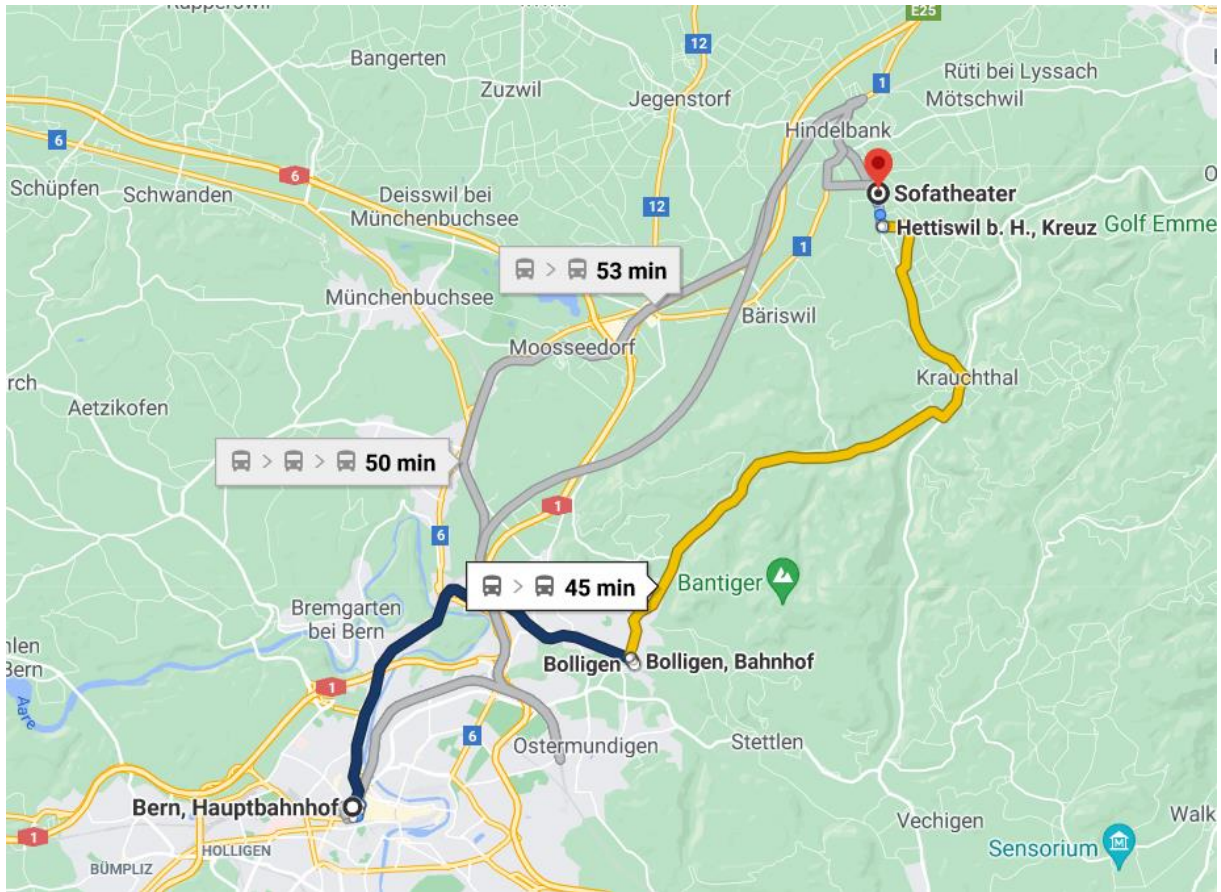 E25
12
Bangerten
1
Rüti bei Lyssach
Zuzwil
Jegenstorf
Mötschwil
6
Hindelbank
6
Schüpfen
Schwanden
Deisswil bei
Münchenbuchsee
12
Sofatheater
Hettiswil b. H., Kreuz
Golf Emme
1
53 min
Münchenbuchsee
Bäriswil
Moosseedorf
rch
Krauchthal
Aetzikofen
50 min
1
6
45 min
Bantiger
Bremgarten
bei Bern
hlen
Bern
Bolligen
Bolligen, Bahnhof
1
Aare
6
Ostermundigen
Stettlen
Bern, Hauptbahnhof
Vechigen
Walk
1
HOLLIGEN
Sensorium
BÜMPLIZ